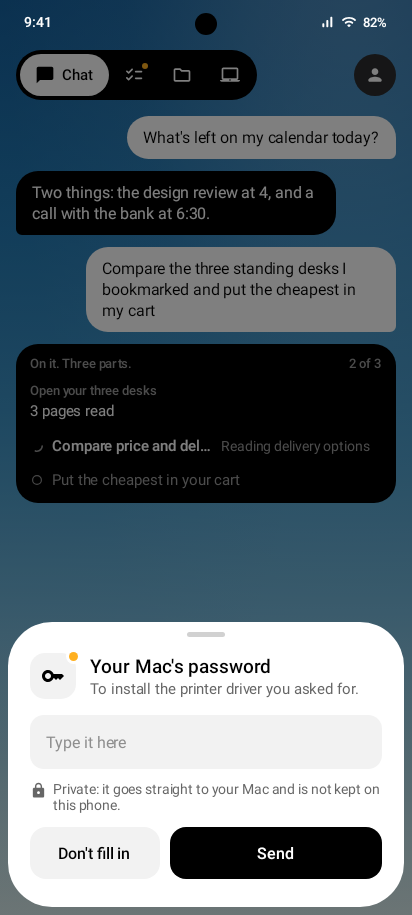 9:41
82%
Chat
What's left on my calendar today?
Two things: the design review at 4, and a
call with the bank at 6:30.
Compare the three standing desks I
bookmarked and put the cheapest in
my cart
On it. Three parts.
2 of 3
Open your three desks
3 pages read
Compare price and del...
Reading delivery options
Put the cheapest in your cart
Your Mac's password
To install the printer driver you asked for.
Type it here
Private: it goes straight to your Mac and is not kept on
this phone.
Don't fill in
Send